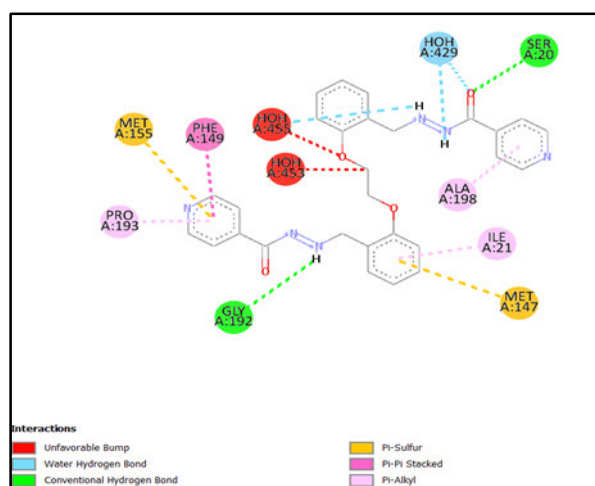 HOH
A:429
SER
A:20
O
H
N
N
H
N
HOH
A:455
MET
A:155
PHE
A:149
O
HOH
A:453
ALA
A:198
N
O
PRO
A:193
ILE
A:21
N
N
O
H
GLY
A:192
MET
A:147
Interactions
Unfavorable Bump
Water Hydrogen Bond
Conventional Hydrogen Bond
Pi-Sulfur
Pi-Pi Stacked
Pi-Alkyl